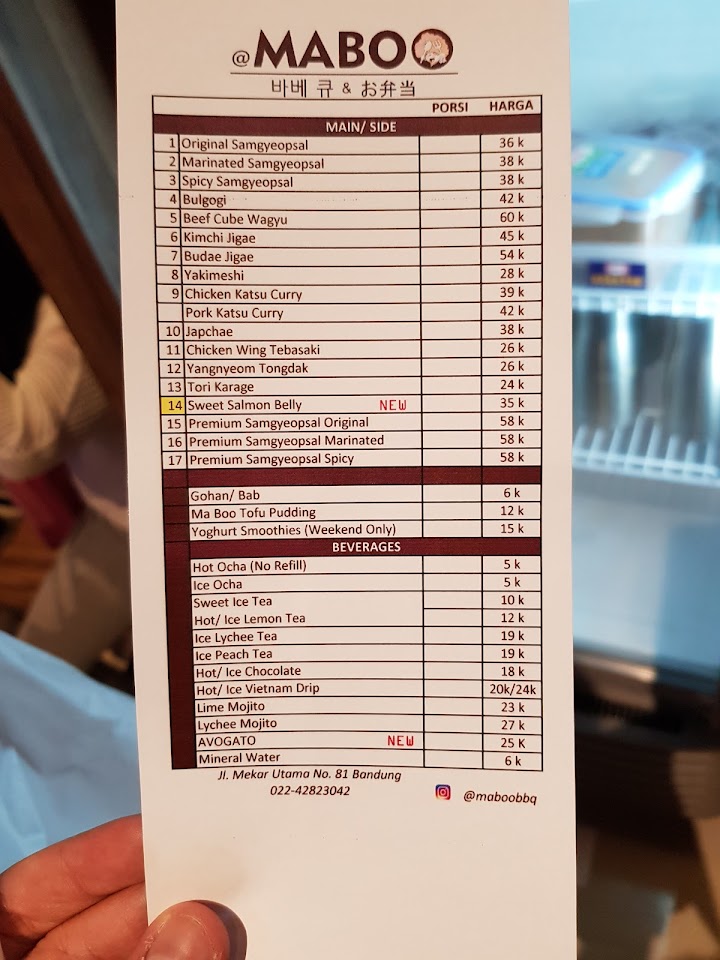 @MABOO
바베큐 & お弁当
PORSI HARGA
MAIN/ SIDE
1 Original Samgyeopsal 36 k
2 Marinated Samgyeopsal 38 k
3 Spicy Samgyeopsal 38 k
4 Bulgogi 42 k
5 Beef Cube Wagyu 60 k
6 Kimchi Jigae 45 k
7 Budae Jigae 54 k
8 Yakimeshi 28 k
9 Chicken Katsu Curry 39 k
Pork Katsu Curry 42 k
10 Japchae 38 k
11 Chicken Wing Tebasaki 26 k
12 Yangnyeom Tongdak 26 k
13 Tori Karage 24 k
14 Sweet Salmon Belly NEW 35 k
15 Premium Samgyeopsal Original 58 k
16 Premium Samgyeopsal Marinated 58 k
17 Premium Samgyeopsal Spicy 58 k
Gohan/ Bab 6 k
Ma Boo Tofu Pudding 12 k
Yoghurt Smoothies (Weekend Only) 15 k
BEVERAGES
Hot Ocha (No Refill) 5 k
Ice Ocha 5 k
Sweet Ice Tea 10 k
Hot/ Ice Lemon Tea 12 k
Ice Lychee Tea 19 k
Ice Peach Tea 19 k
Hot/ Ice Chocolate 18 k
Hot/ Ice Vietnam Drip 20k/24k
Lime Mojito 23 k
Lychee Mojito 27 k
AVOGATO NEW 25 K
Mineral Water 6 k
Jl. Mekar Utama No. 81 Bandung
022-42823042
@maboobbq